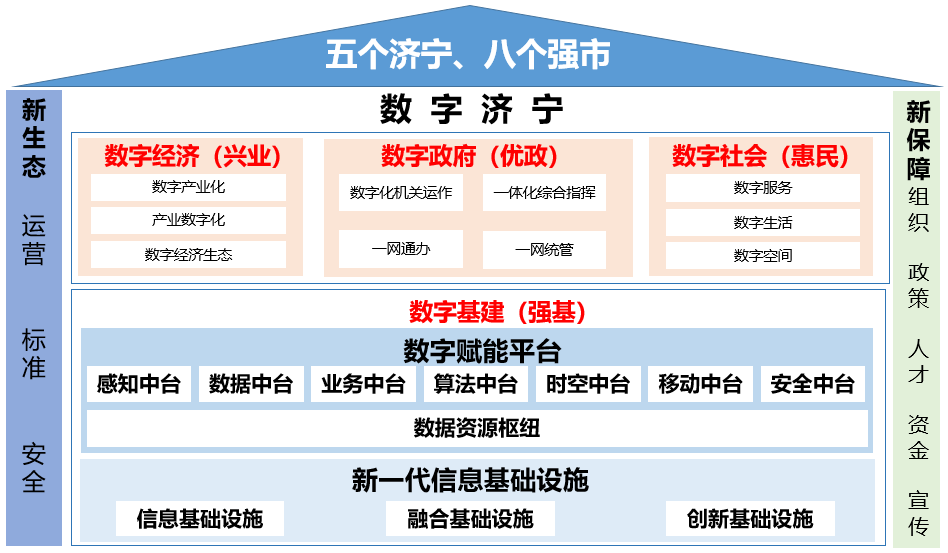 五个济宁、八个强市
数字济宁
新生态
运营
标准
安全
数字经济（兴业）
数字产业化
产业数字化
数字经济生态
数字政府（优政）
数字化机关运作
一体化综合指挥
一网通办
一网统管
数字社会（惠民）
数字服务
数字生活
数字空间
数字基建（强基）
数字赋能平台
感知中台
数据中台
业务中台
算法中台
时空中台
移动中台
安全中台
数据资源枢纽
新一代信息基础设施
信息基础设施
融合基础设施
创新基础设施
新保障
组织
政策
人才
资金
宣传